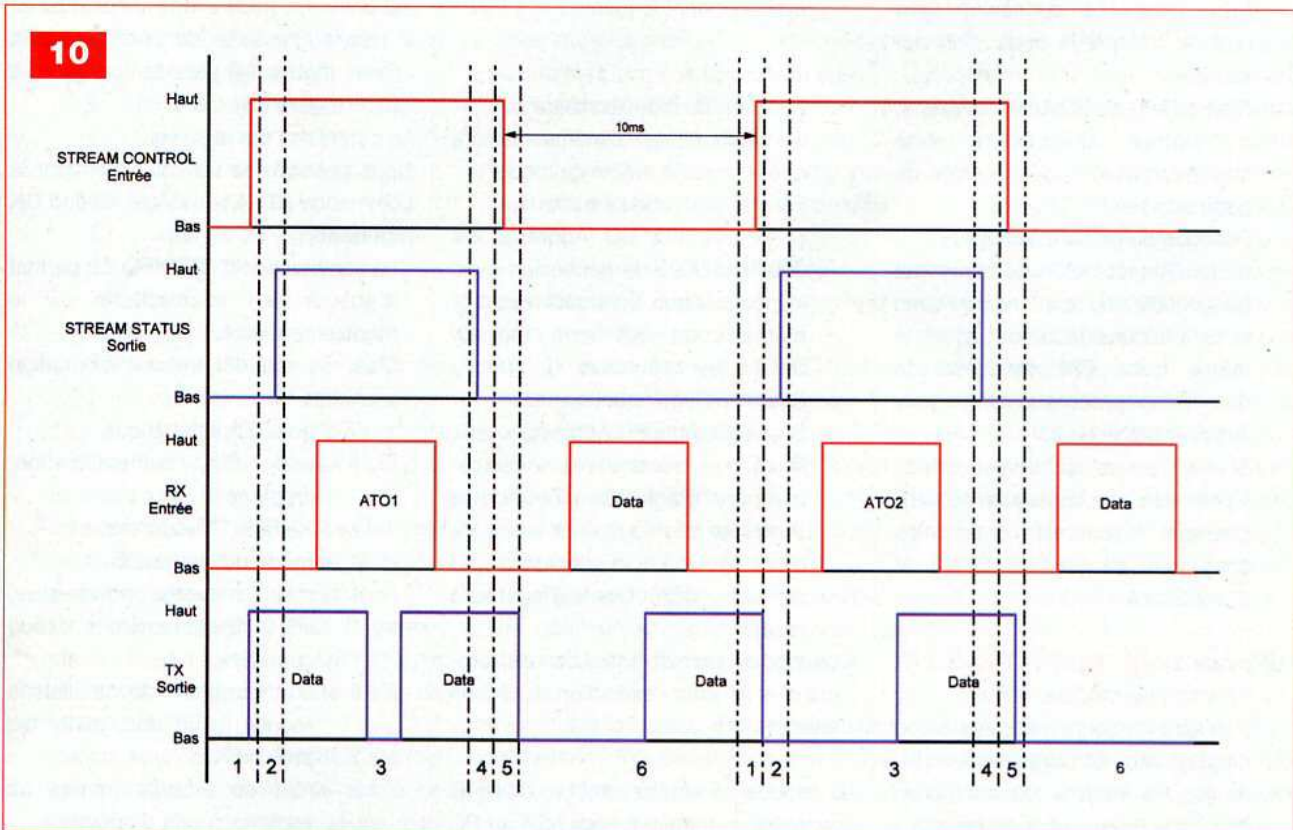 10
Haut
10ms
STREAM CONTROL
Entrée
Bas
Haut
STREAM STATUS
Sortie
Bas
Haut
RX
Entrée
ATO1
Data
ATO2
Data
Bas
Haut
TX
Sortie
Data
Data
Data
Data
Bas
1 2 3 4 5 6 1 2 3 4 5 6